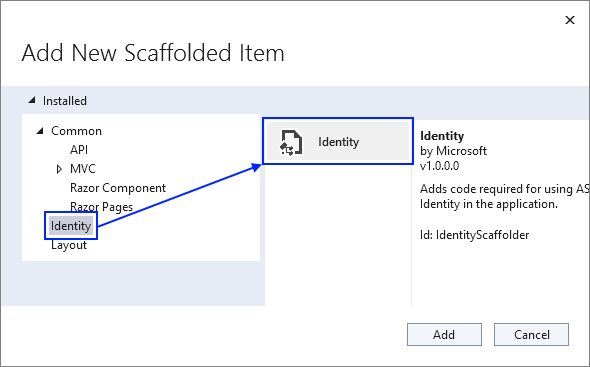 Add New Scaffolded Item
Installed
Common
API
MVC
Razor Component
Razor Pages
Identity
Layout
Identity
Identity
by Microsoft
v1.0.0.0
Adds code required for using AS
Identity in the application.
Id: IdentityScaffolder
Add
Cancel